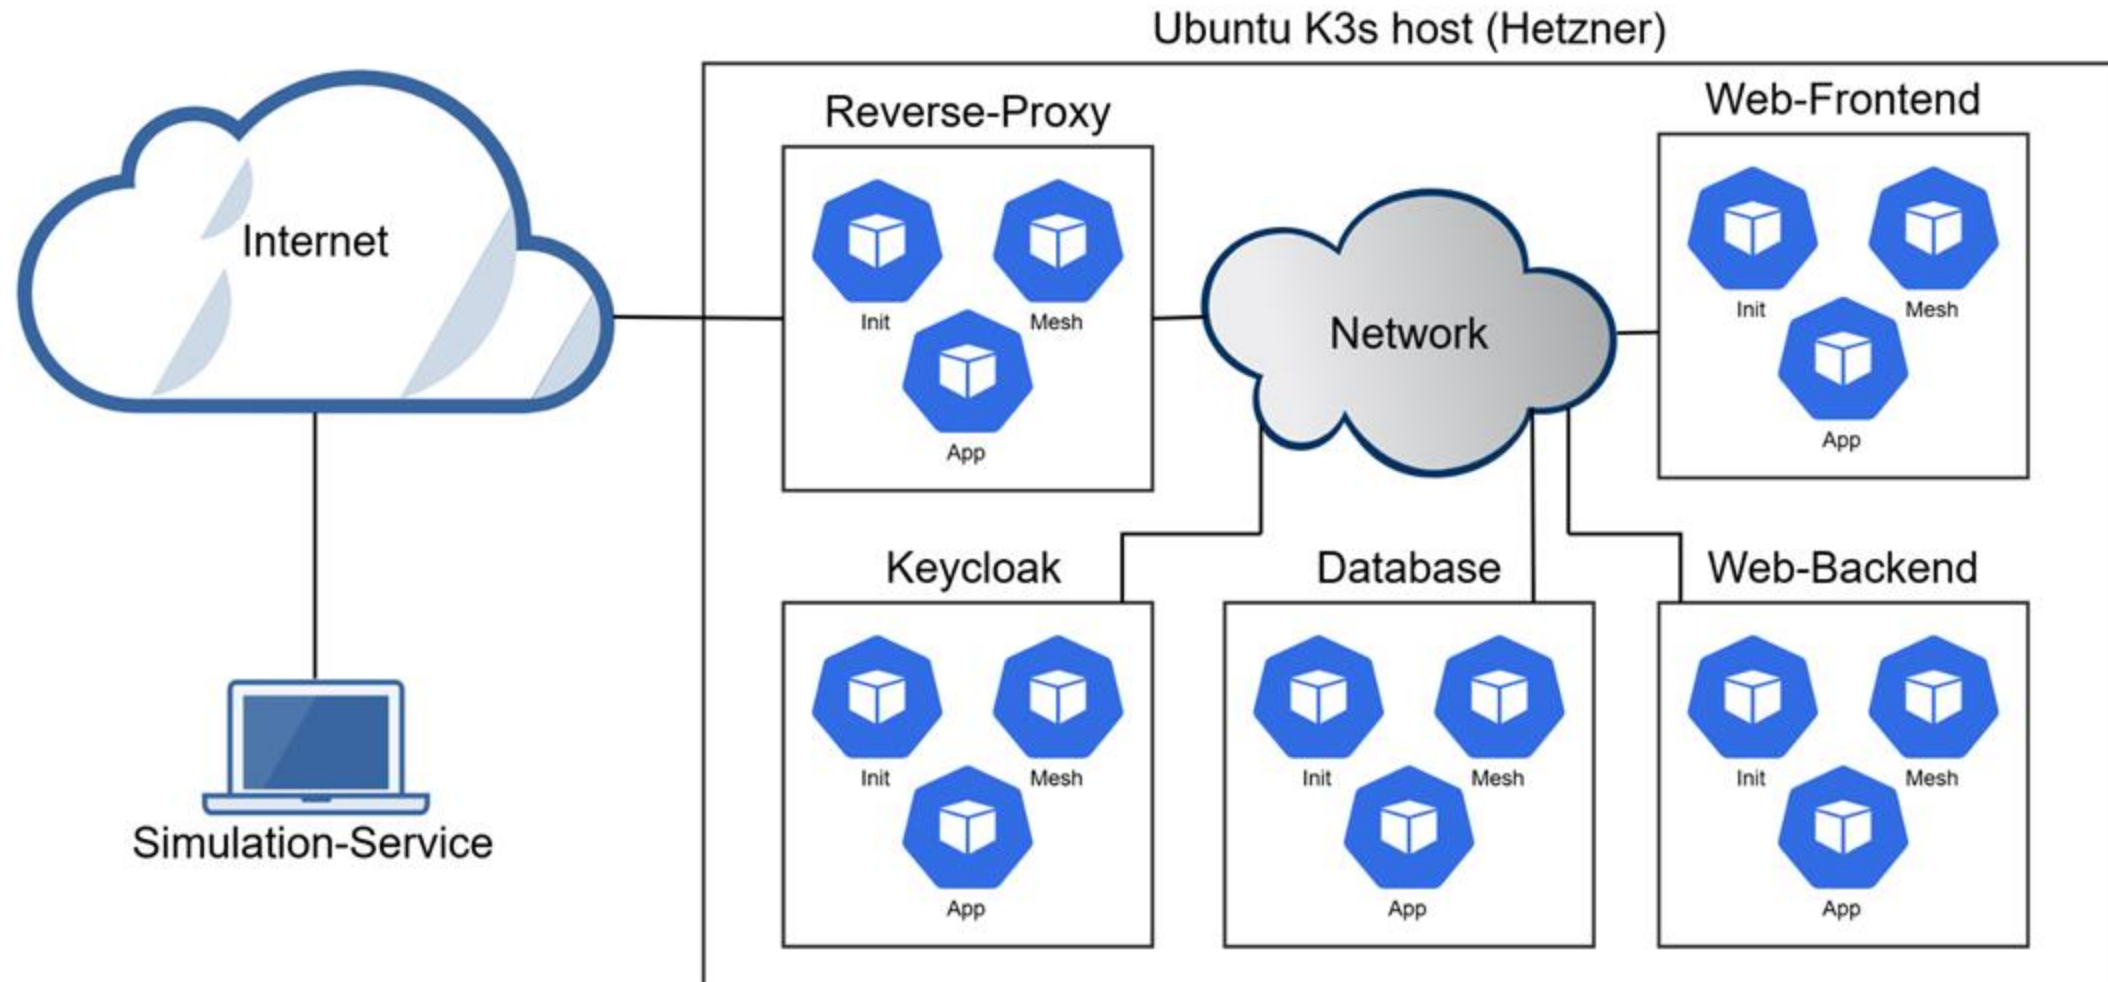 Ubuntu K3s host (Hetzner)
Internet
Reverse-Proxy
Init
Mesh
App
Network
Web-Frontend
Init
Mesh
App
Simulation-Service
Keycloak
Init
Mesh
App
Database
Init
Mesh
App
Web-Backend
Init
Mesh
App